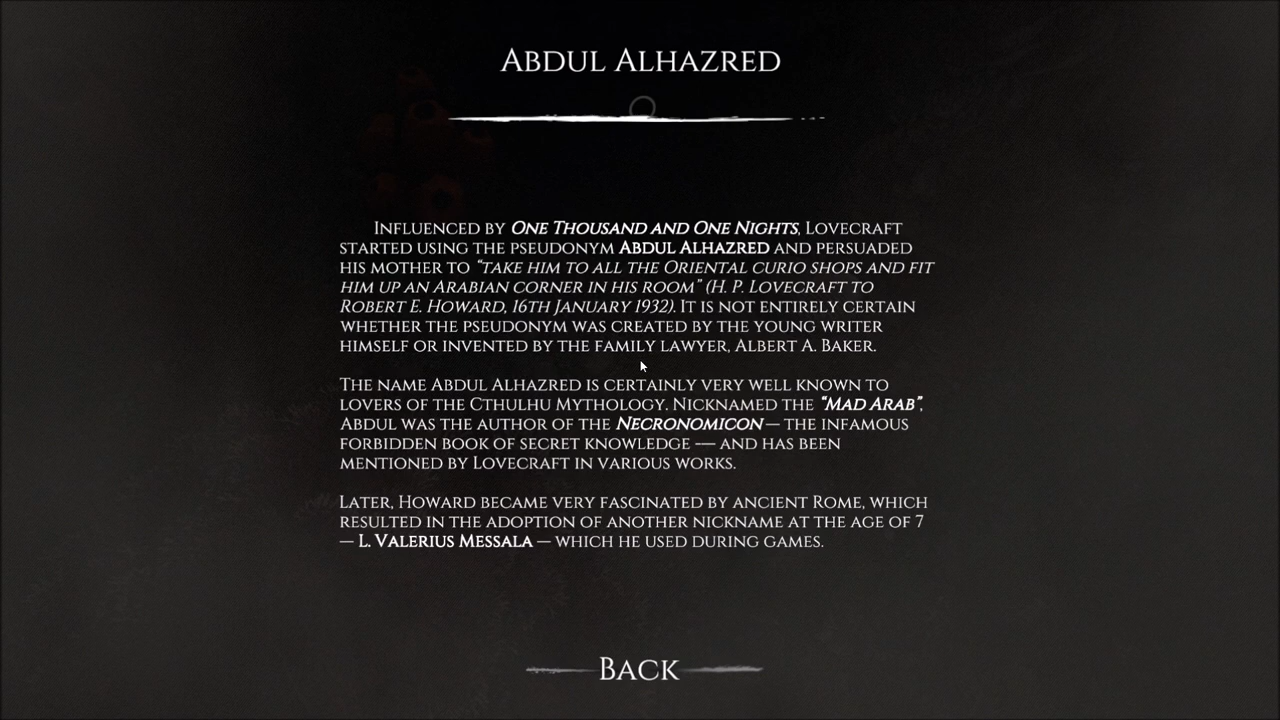 Abdul Alhazred
Influenced by One Thousand and One Nights, Lovecraft
started using the pseudonym Abdul Alhazred and persuaded
his mother to “take him to all the Oriental curio shops and fit
him up an Arabian corner in his room” (H. P. Lovecraft to
Robert E. Howard, 16th January 1932). It is not entirely certain
whether the pseudonym was created by the young writer
himself or invented by the family lawyer, Albert A. Baker.
The name Abdul Alhazred is certainly very well known to
lovers of the Cthulhu Mythology. Nicknamed the “Mad Arab”,
Abdul was the author of the Necronomicon — the infamous
forbidden book of secret knowledge -— and has been
mentioned by Lovecraft in various works.
Later, Howard became very fascinated by ancient Rome, which
resulted in the adoption of another nickname at the age of 7
— L. Valerius Messala — which he used during games.
Back